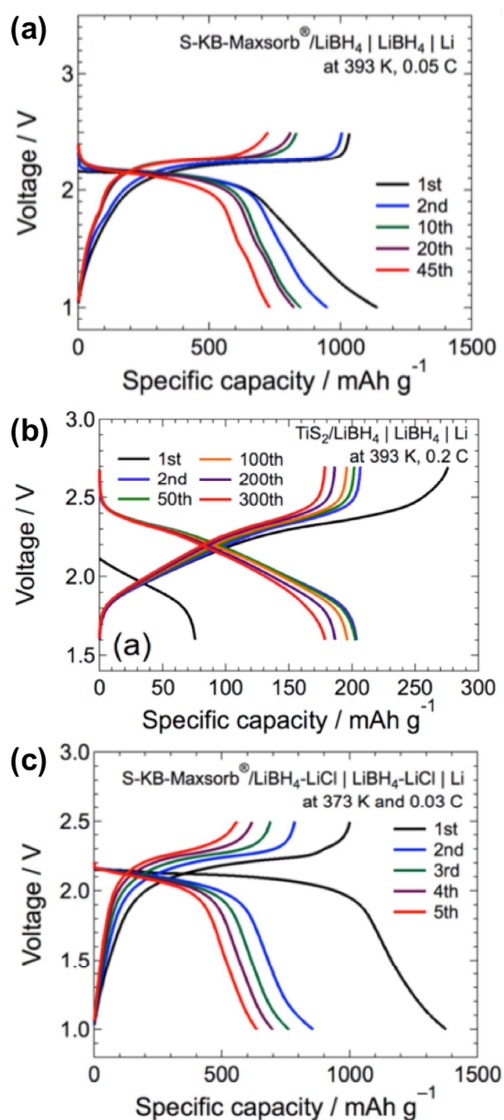 (a)
S-KB-Maxsorb®/LiBH₄ | LiBH₄ | Li
at 393 K, 0.05 C
3
2
1
Voltage / V
1st
2nd
10th
20th
45th
0 500 1000 1500
Specific capacity / mAh g⁻¹
(b)
3.0
2.5
2.0
1.5
Voltage / V
TiS₂/LiBH₄ | LiBH₄ | Li
at 393 K, 0.2 C
1st 100th
2nd 200th
50th 300th
(a)
0 50 100 150 200 250 300
Specific capacity / mAh g⁻¹
(c)
3.0
2.5
2.0
1.5
1.0
Voltage / V
S-KB-Maxsorb®/LiBH₄-LiCl | LiBH₄-LiCl | Li
at 373 K and 0.03 C
1st
2nd
3rd
4th
5th
0 500 1000 1500
Specific capacity / mAh g⁻¹